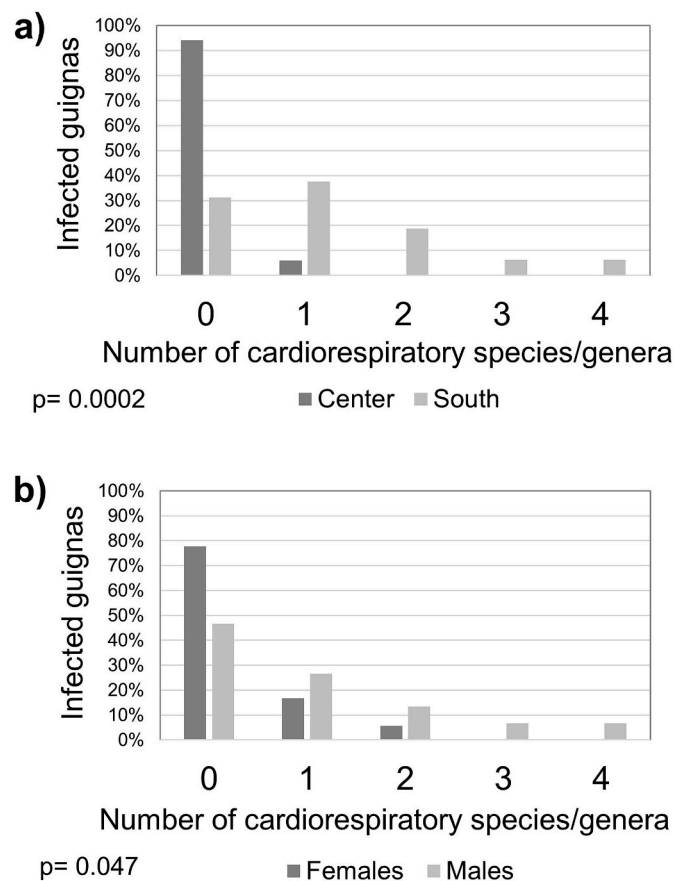 a)
Infected guignas
100%
90%
80%
70%
60%
50%
40%
30%
20%
10%
0%
0 1 2 3 4
Number of cardiorespiratory species/genera
p= 0.0002
Center South
b)
Infected guignas
100%
90%
80%
70%
60%
50%
40%
30%
20%
10%
0%
0 1 2 3 4
Number of cardiorespiratory species/genera
p= 0.047
Females Males